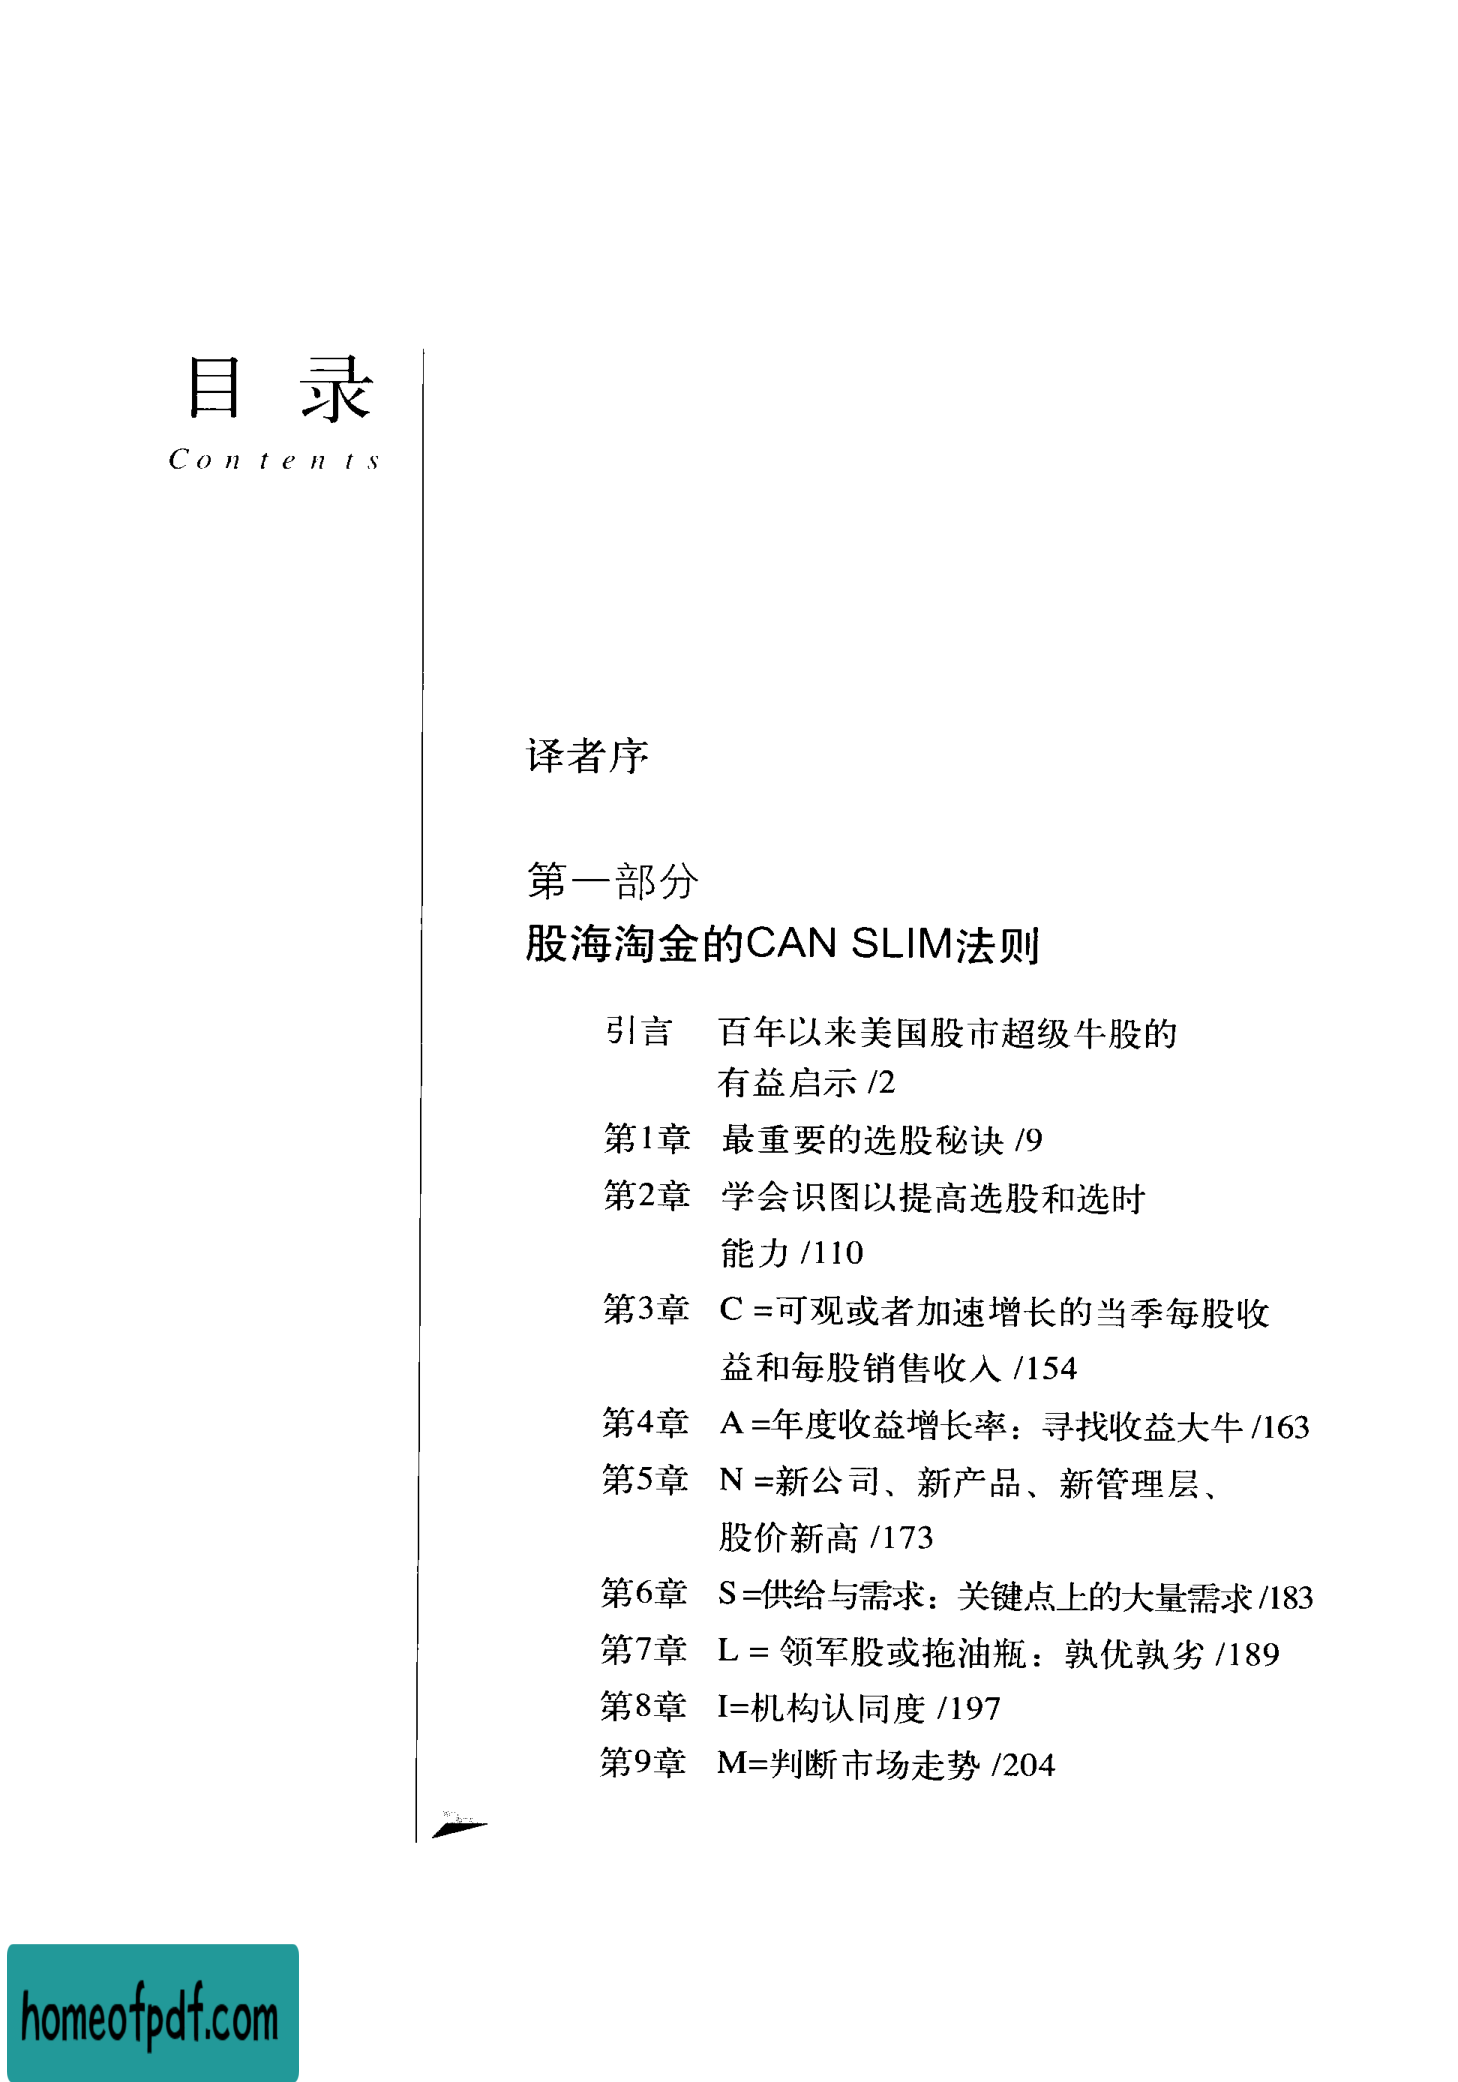 目 录
Contents
译者序
第一部分
股海淘金的CAN SLIM法则
引言 百年以来美国股市超级牛股的
有益启示 /2
第1章 最重要的选股秘诀 /9
第2章 学会识图以提高选股和选时
能力 /110
第3章 C =可观或者加速增长的当季每股收
益和每股销售收入 /154
第4章 A =年度收益增长率：寻找收益大牛 /163
第5章 N =新公司、新产品、新管理层、
股价新高 /173
第6章 S =供给与需求：关键点上的大量需求 /183
第7章 L = 领军股或拖油瓶：孰优孰劣 /189
第8章 I=机构认同度 /197
第9章 M=判断市场走势 /204
homeofpdf.com